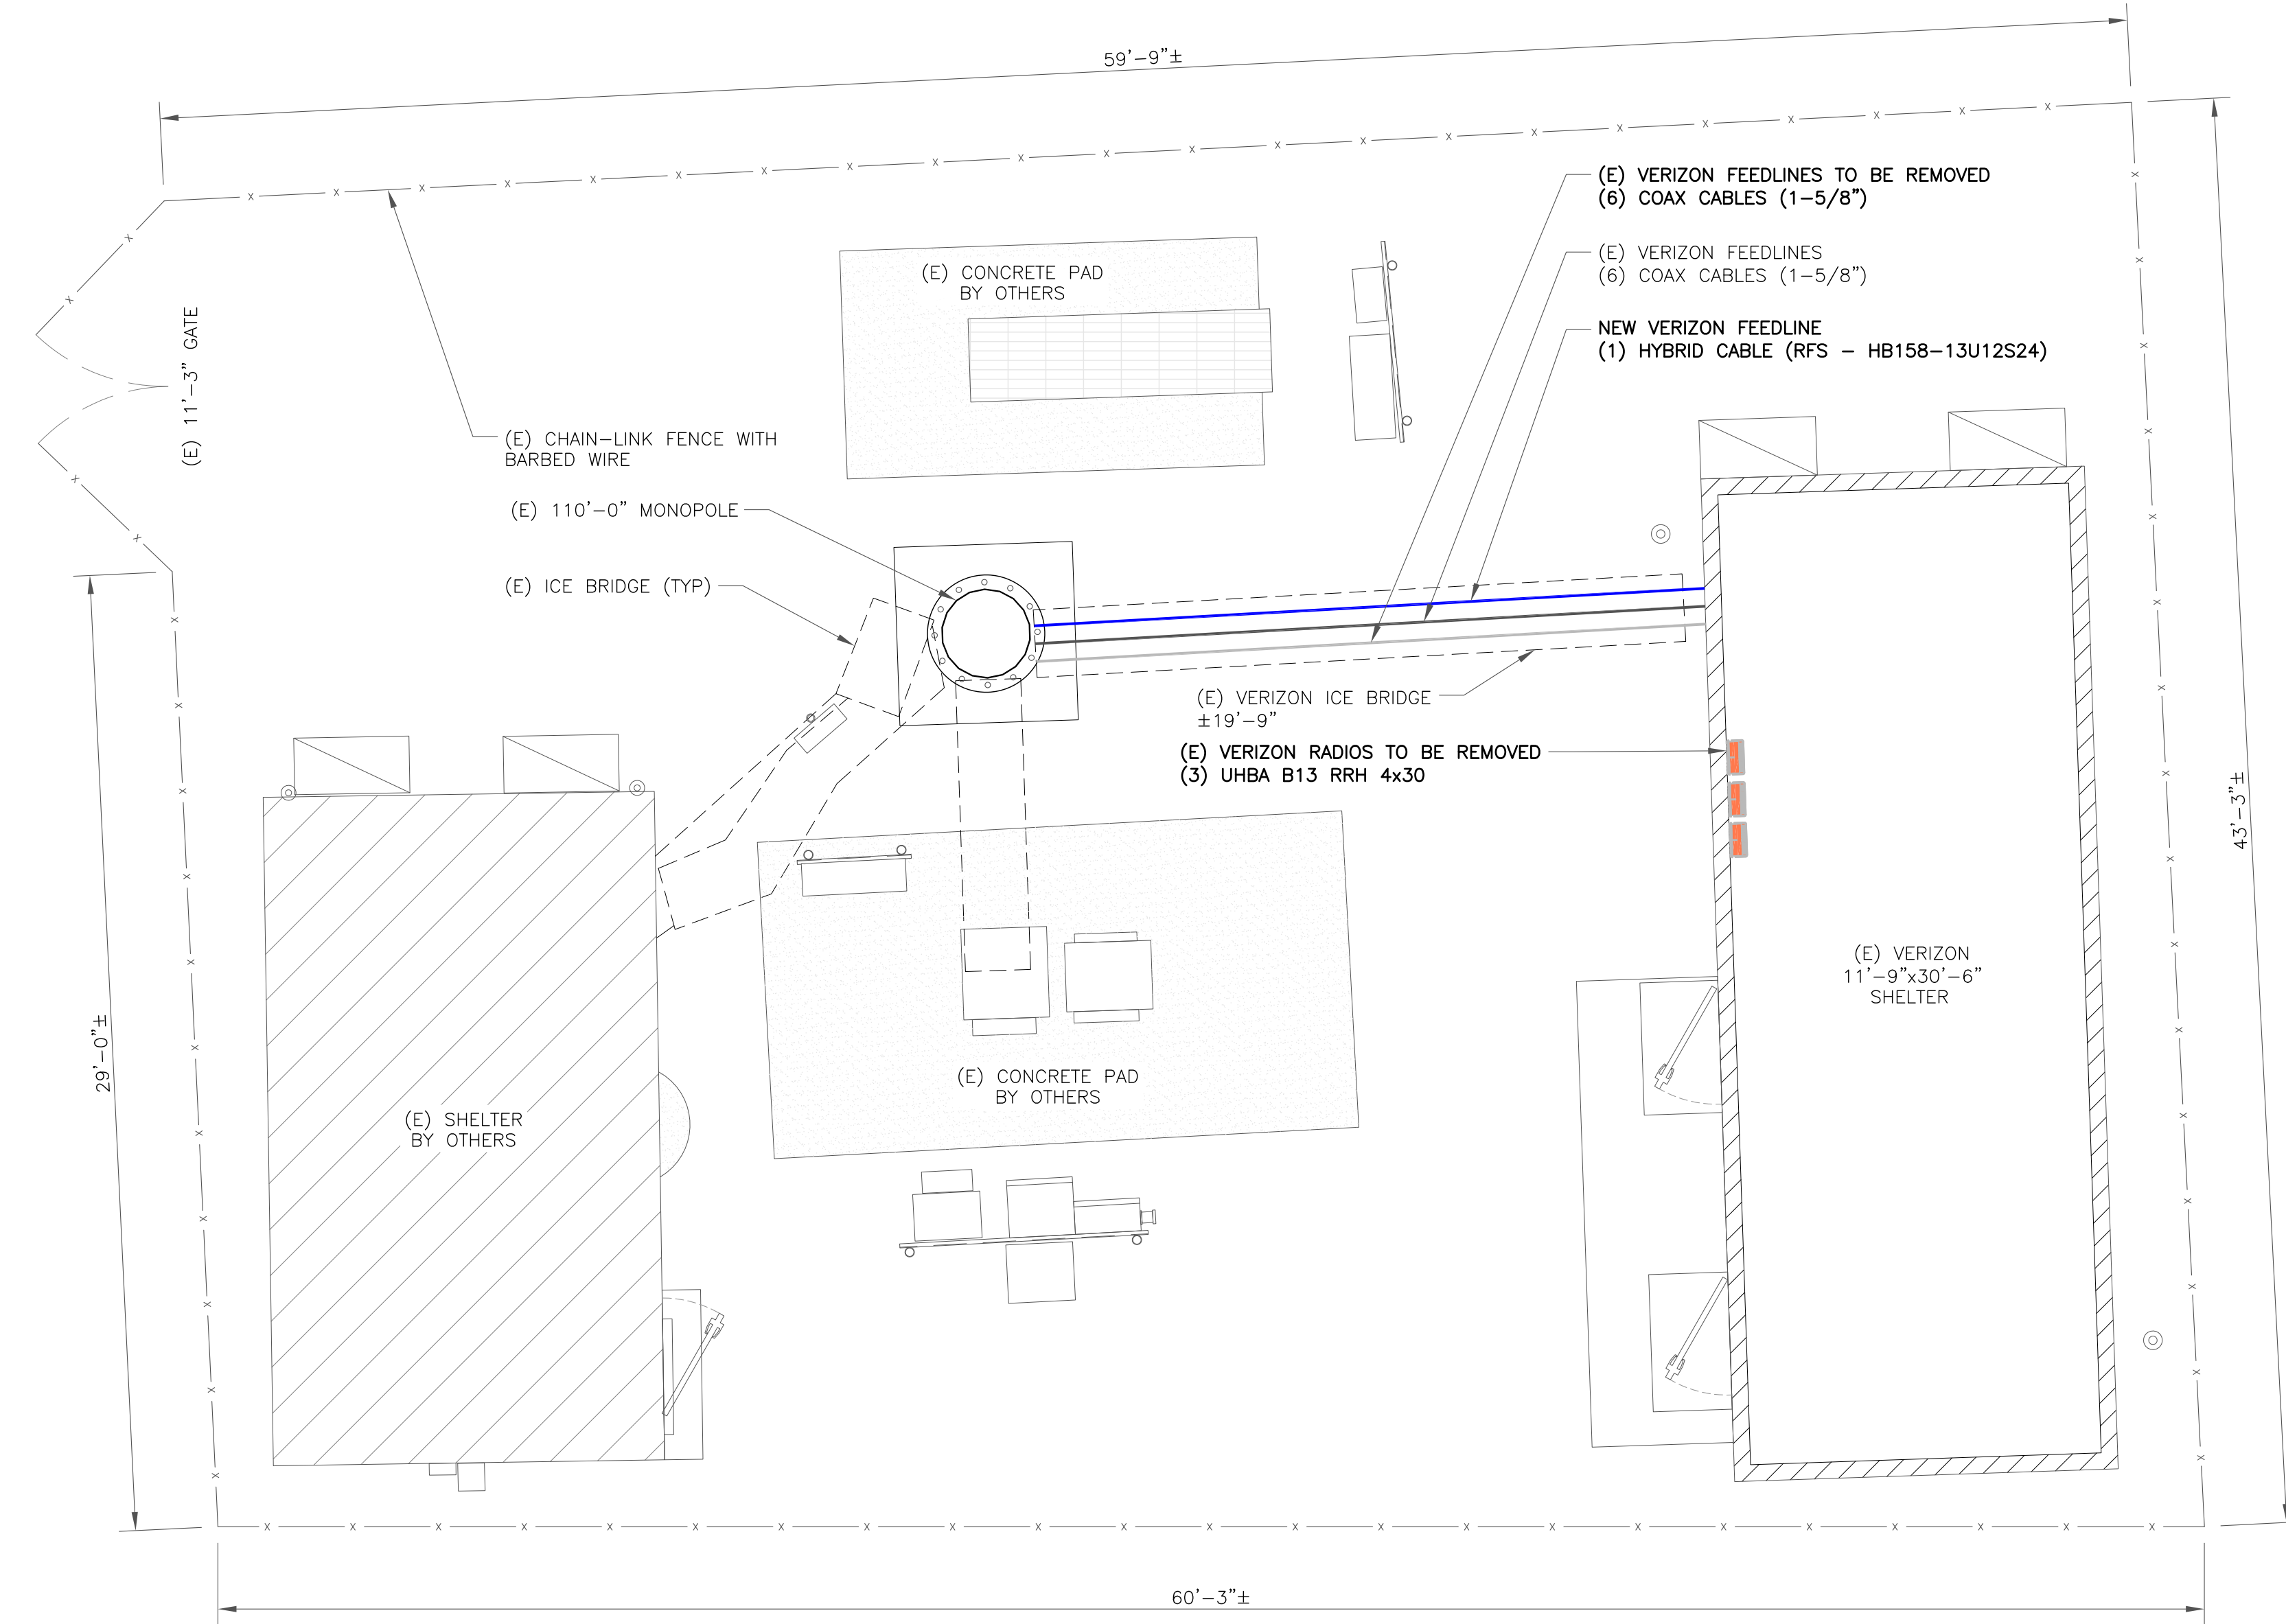 59'-9"±
(E) VERIZON FEEDLINES TO BE REMOVED
(6) COAX CABLES (1-5/8")
(E) VERIZON FEEDLINES
(6) COAX CABLES (1-5/8")
NEW VERIZON FEEDLINE
(1) HYBRID CABLE (RFS - HB158-13U12S24)
(E) CONCRETE PAD
BY OTHERS
(E) 11'-3" GATE
(E) CHAIN-LINK FENCE WITH
BARBED WIRE
(E) 110'-0" MONOPOLE
(E) ICE BRIDGE (TYP)
(E) VERIZON ICE BRIDGE
±19'-9"
(E) VERIZON RADIOS TO BE REMOVED
(3) UHBA B13 RRH 4x30
43'-3"±
(E) VERIZON
11'-9"x30'-6"
SHELTER
29'-0"±
(E) CONCRETE PAD
BY OTHERS
(E) SHELTER
BY OTHERS
60'-3"±